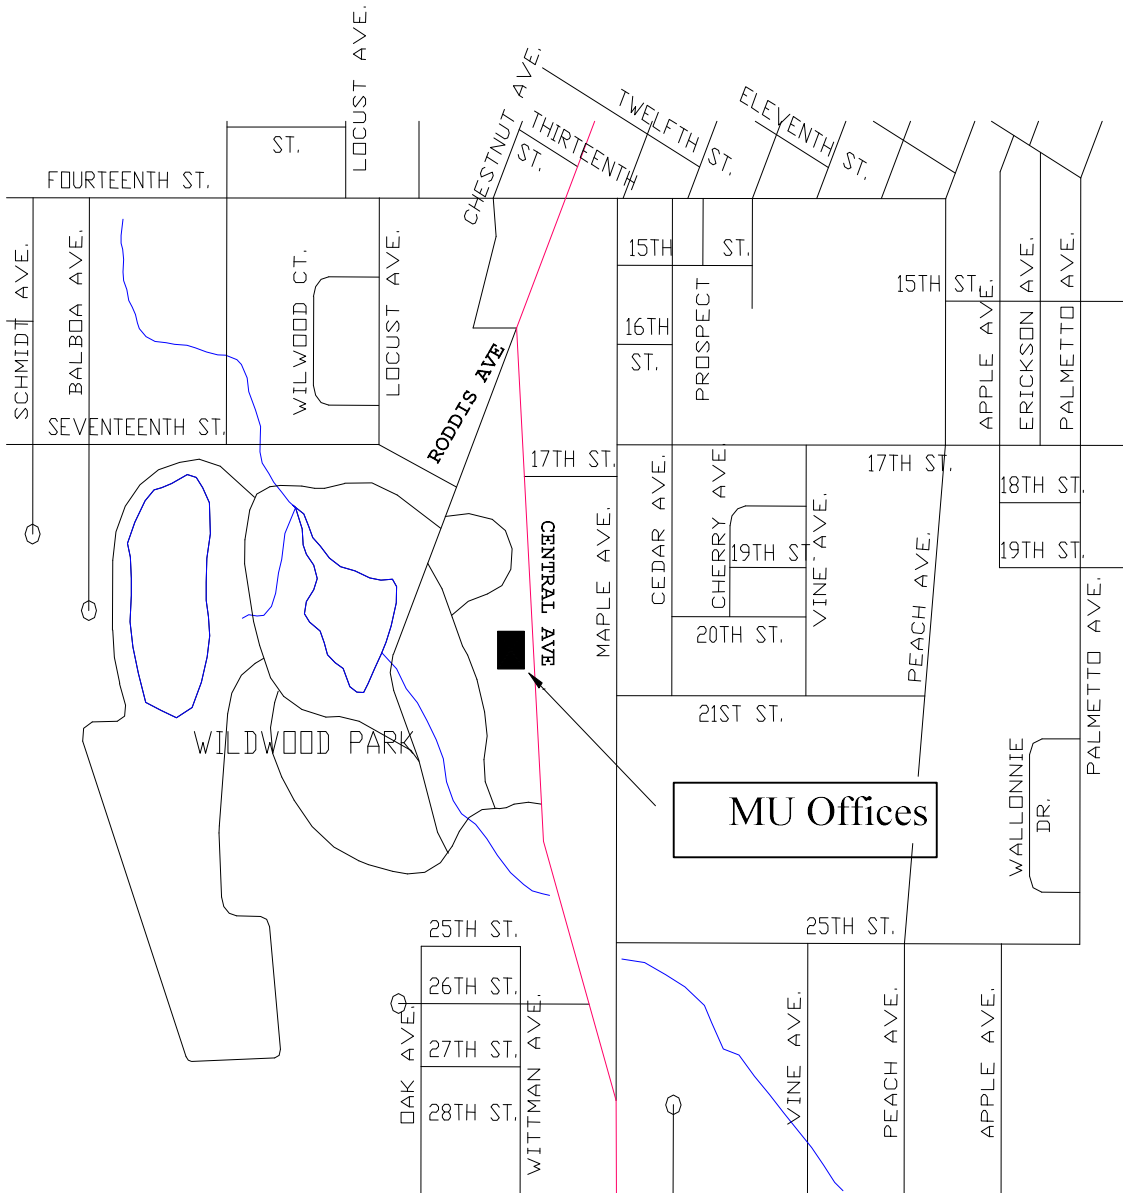 LOCUST AVE.
CHESTNUT AVE.
TWELFTH ST.
ELEVENTH ST.
THIRTEENTH
ST.
ST.
FOURTEENTH ST.
SCHMIDT AVE.
BALBOA AVE.
WILWOOD CT.
LOCUST AVE.
15TH ST.
15TH ST.
16TH
ST.
PROSPECT
APPLE AVE.
ERICKSON AVE.
PALMETTO AVE.
RODDIS AVE
SEVENTEENTH ST.
17TH ST.
17TH ST.
18TH ST.
19TH ST.
19TH ST.
CENTRAL AVE
MAPLE AVE.
CEDAR AVE.
CHERRY AVE.
VINE AVE.
PEACH AVE.
PALMETTO AVE.
20TH ST.
21ST ST.
WILDWOOD PARK
MU Offices
WALLONNIE
DR.
25TH ST.
25TH ST.
26TH ST.
27TH ST.
28TH ST.
OAK AVE.
WITTMAN AVE.
VINE AVE.
PEACH AVE.
APPLE AVE.